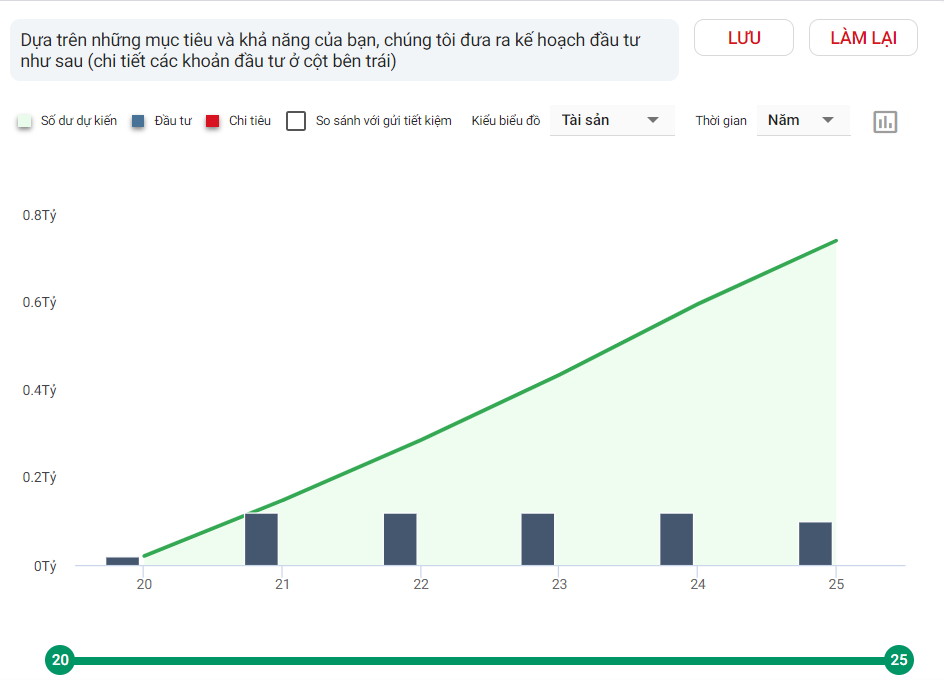 Dựa trên những mục tiêu và khả năng của bạn, chúng tôi đưa ra kế hoạch đầu tư
như sau (chi tiết các khoản đầu tư ở cột bên trái)
LƯU
LÀM LẠI
Số dư dự kiến
Đầu tư
Chi tiêu
So sánh với gửi tiết kiệm
Kiểu biểu đồ
Tài sản
Thời gian
Năm
0.8Tỷ
0.6Tỷ
0.4Tỷ
0.2Tỷ
0Tỷ
20 21 22 23 24 25
20 25